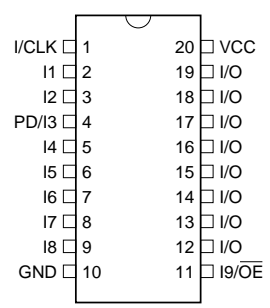 I/CLK 1 20 VCC
I1 2 19 I/O
I2 3 18 I/O
PD/I3 4 17 I/O
I4 5 16 I/O
I5 6 15 I/O
I6 7 14 I/O
I7 8 13 I/O
I8 9 12 I/O
GND 10 11 I9/O̅E̅